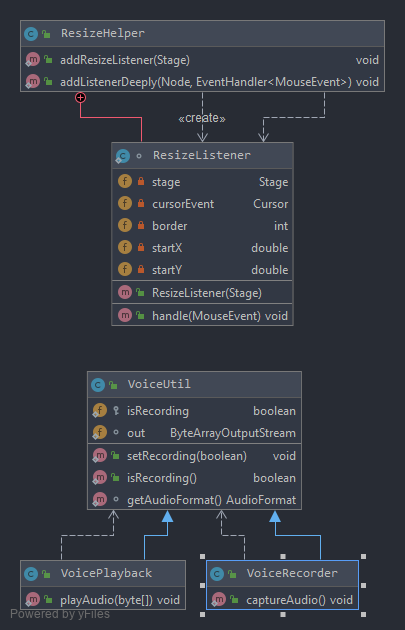 ResizeHelper
addResizeListener(Stage) void
addListenerDeeply(Node, EventHandler<MouseEvent>) void
«create»
ResizeListener
stage Stage
cursorEvent Cursor
border int
startX double
startY double
ResizeListener(Stage)
handle(MouseEvent) void
VoiceUtil
isRecording boolean
out ByteArrayOutputStream
setRecording(boolean) void
isRecording() boolean
getAudioFormat() AudioFormat
VoicePlayback
playAudio(byte[]) void
VoiceRecorder
captureAudio() void
Powered by yFiles